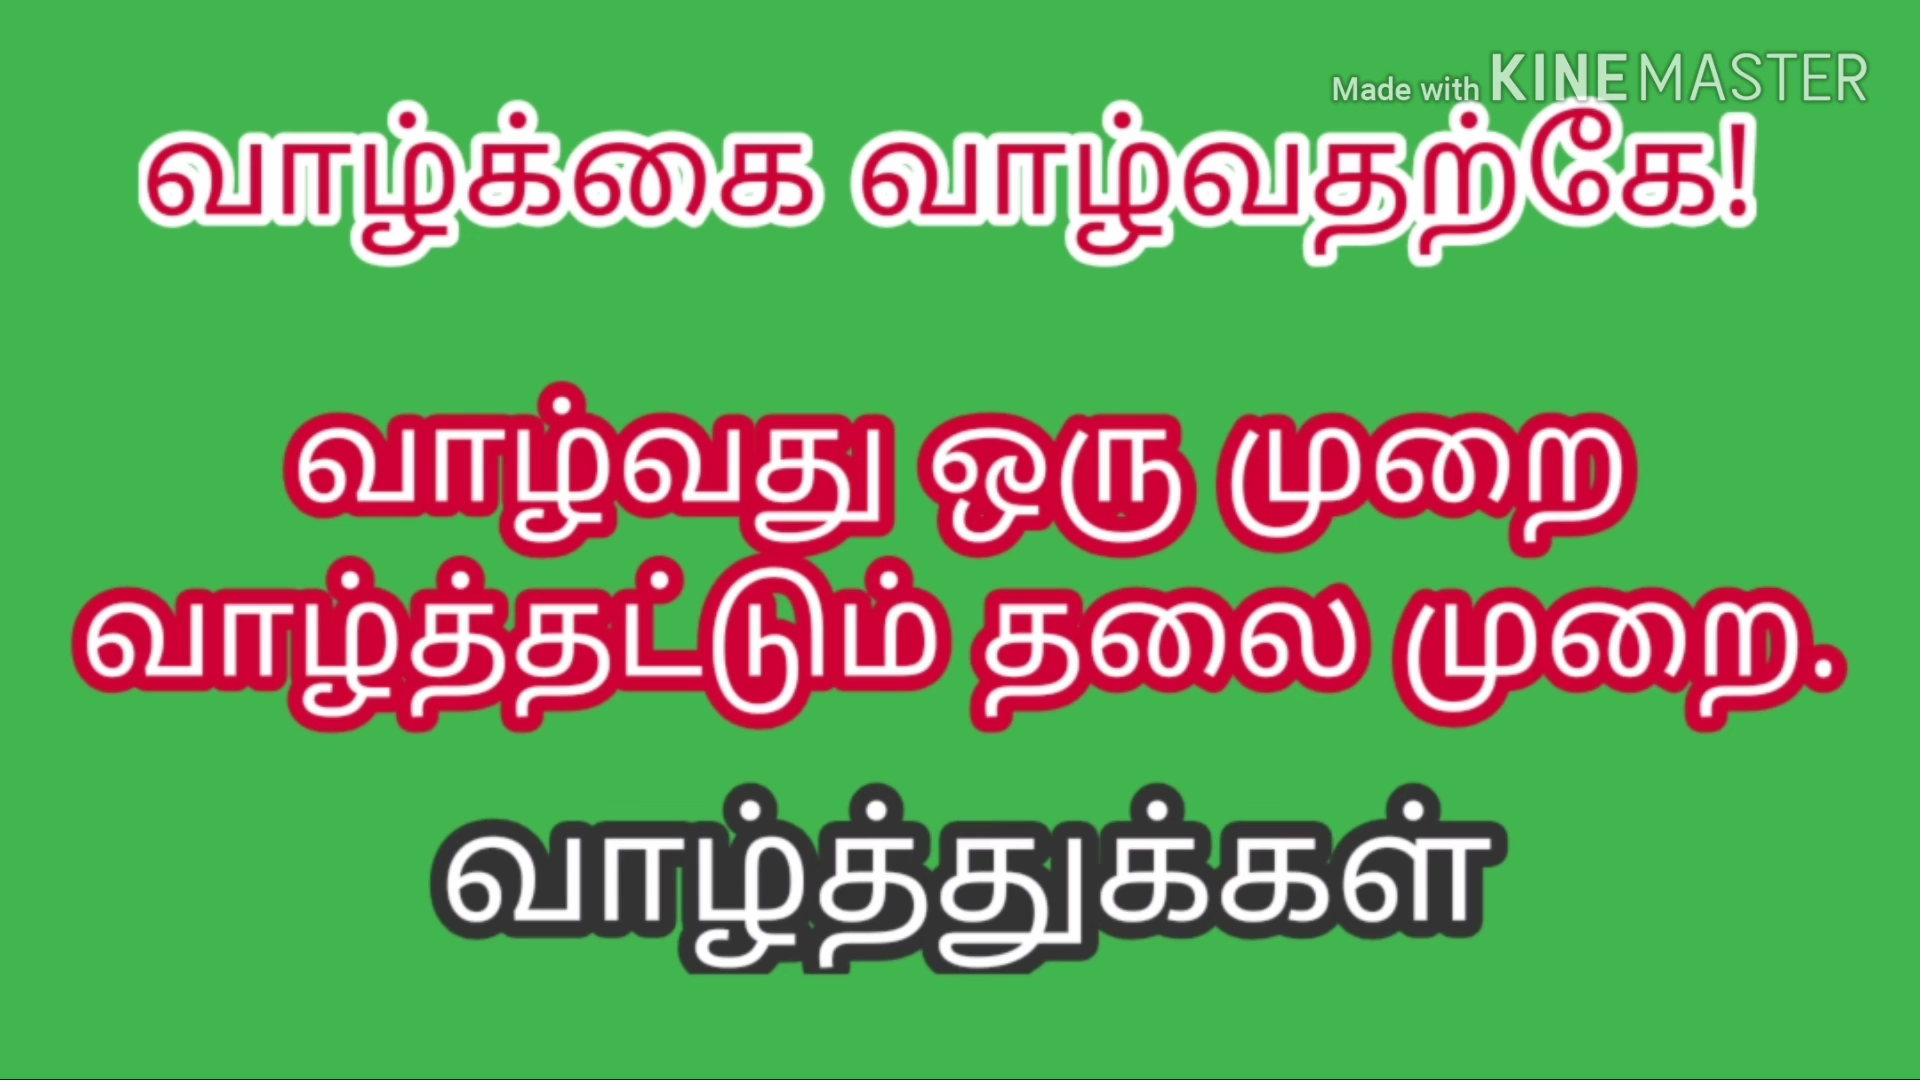 Made with KINEMASTER
வாழ்க்கை வாழ்வதற்கே!
வாழ்வது ஒரு முறை
வாழ்த்தட்டும் தலை முறை.
வாழ்த்துக்கள்